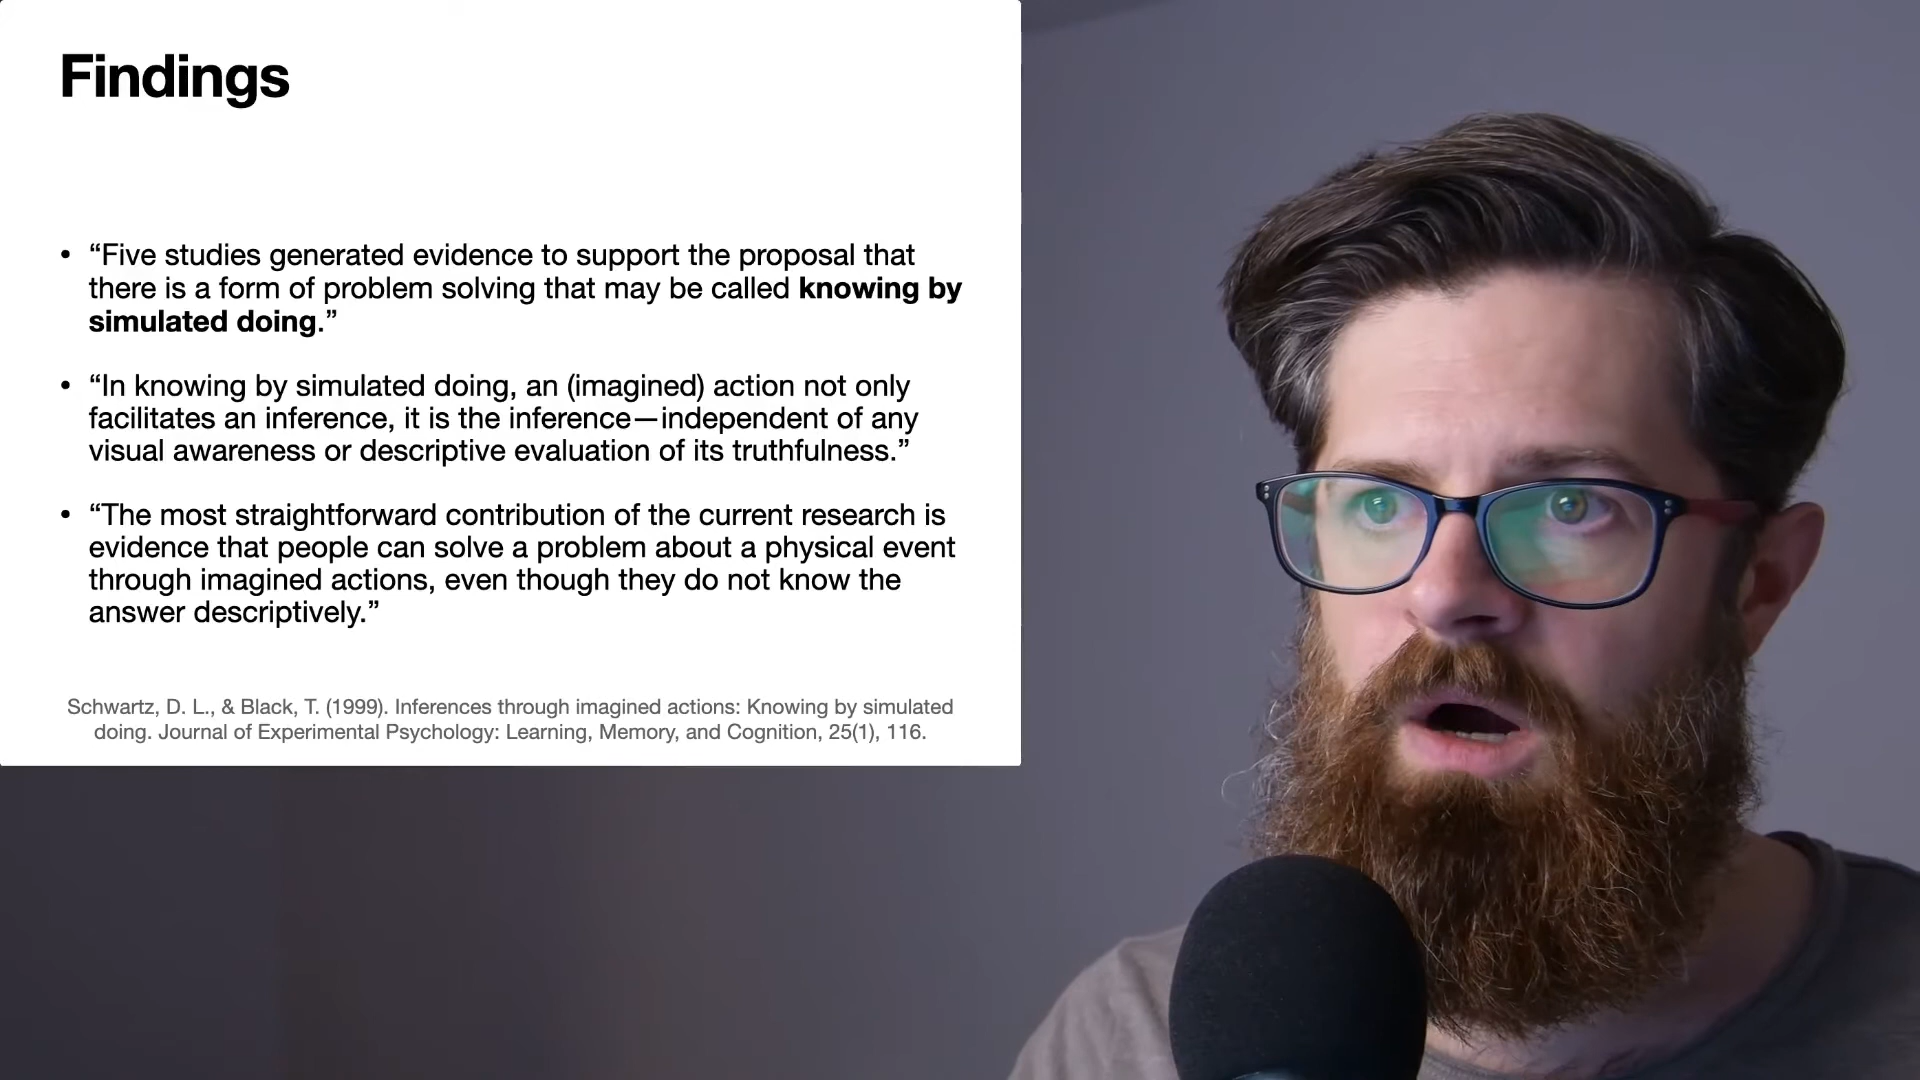 Findings
• “Five studies generated evidence to support the proposal that
there is a form of problem solving that may be called knowing by
simulated doing.”
• “In knowing by simulated doing, an (imagined) action not only
facilitates an inference, it is the inference—independent of any
visual awareness or descriptive evaluation of its truthfulness.”
• “The most straightforward contribution of the current research is
evidence that people can solve a problem about a physical event
through imagined actions, even though they do not know the
answer descriptively.”
Schwartz, D. L., & Black, T. (1999). Inferences through imagined actions: Knowing by simulated
doing. Journal of Experimental Psychology: Learning, Memory, and Cognition, 25(1), 116.